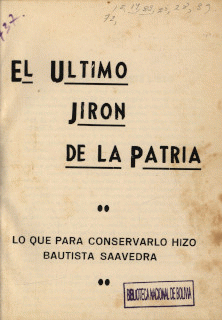 EL ULTIMO
JIRON
DE LA PATRIA
LO QUE PARA CONSERVARLO HIZO
BAUTISTA SAAVEDRA
BIBLIOTECA NACIONAL DE BOLIVIA